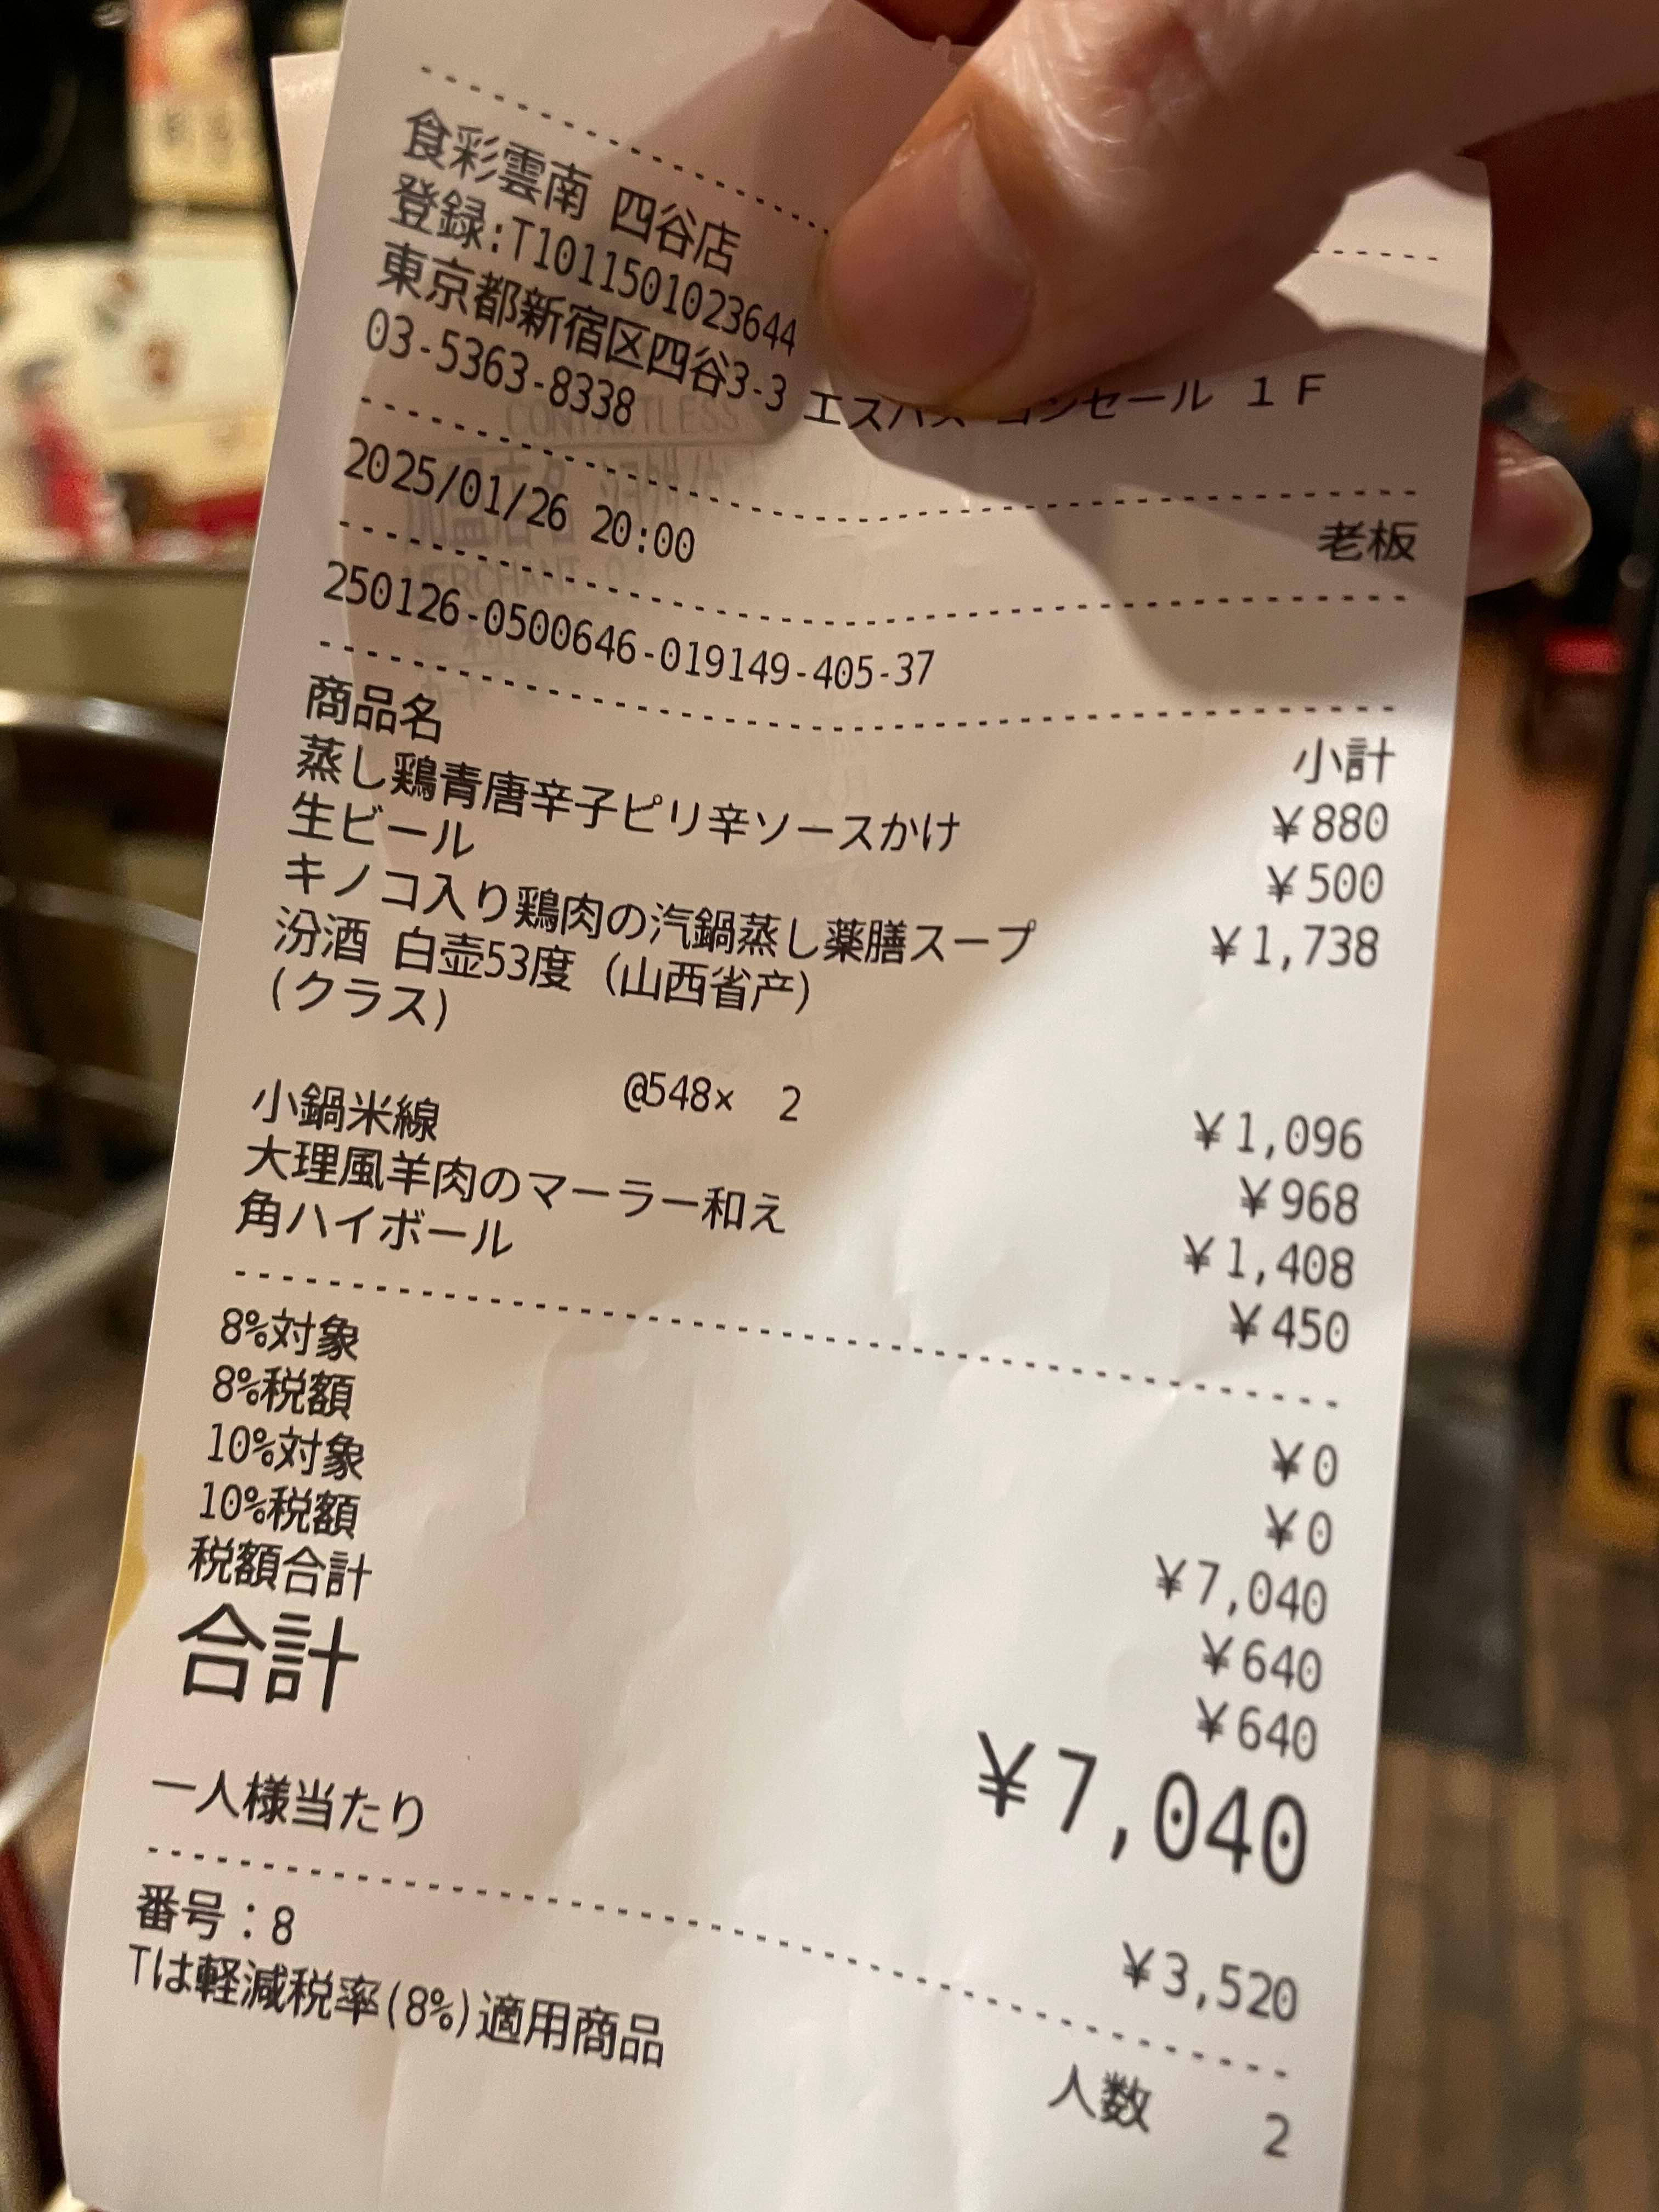 食彩雲南 四谷店
登録:T1011501023644
東京都新宿区四谷3-3 エスパス コンセール 1F
03-5363-8338
2025/01/26 20:00 老板
250126-0500646-019149-405-37
商品名 小計
蒸し鶏青唐辛子ピリ辛ソースかけ ¥880
生ビール ¥500
キノコ入り鶏肉の汽鍋蒸し薬膳スープ ¥1,738
汾酒 白壶53度 (山西省产)
(クラス)
@548× 2 ¥1,096
小鍋米線 ¥968
大理風羊肉のマーラー和え ¥1,408
角ハイボール ¥450
8%対象 ¥0
8%税額 ¥0
10%対象 ¥7,040
10%税額 ¥640
税額合計 ¥640
合計 ¥7,040
一人様当たり ¥3,520
番号:8 人数 2
Tは軽減税率(8%)適用商品
CONTACTLESS
加盟店名
MERCHANT